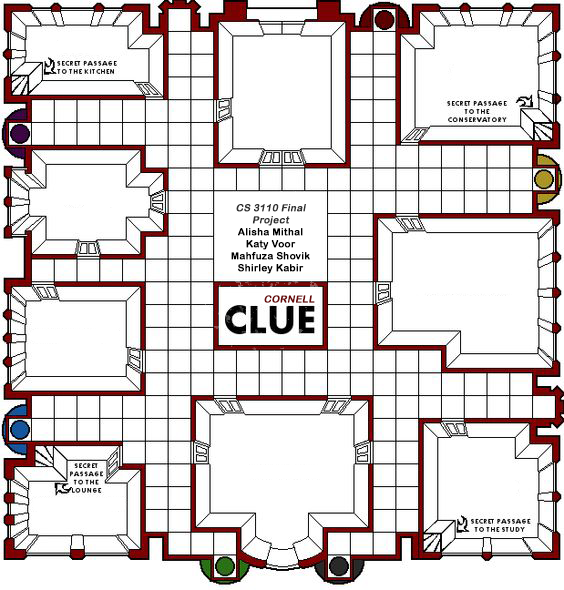 SECRET PASSAGE
TO THE KITCHEN
SECRET PASSAGE
TO THE
CONSERVATORY
CS 3110 Final
Project
Alisha Mithal
Katy Voor
Mahfuza Shovik
Shirley Kabir
CORNELL
CLUE
SECRET
PASSAGE
TO THE
LOUNGE
SECRET PASSAGE
TO THE STUDY